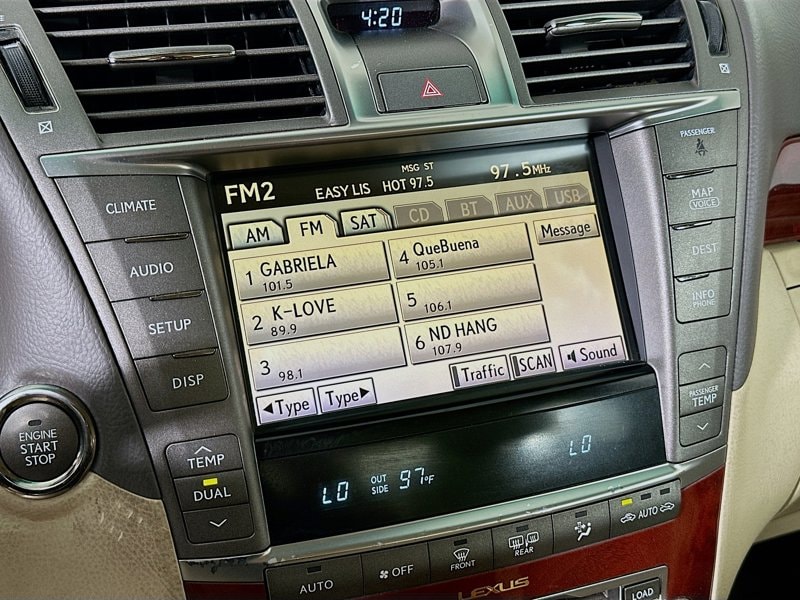 4:20
PASSENGER
MSG ST
FM2 EASY LIS HOT 97.5 97.5MHz
AM FM SAT CD BT AUX USB
Message
1 GABRIELA
101.5
4 QueBuena
105.1
2 K-LOVE
89.9
5 106.1
3 98.1
6 ND HANG
107.9
◀Type Type▶ Traffic SCAN Sound
CLIMATE
AUDIO
SETUP
DISP
MAP
VOICE
DEST
INFO
PHONE
PASSENGER
TEMP
ENGINE
START
STOP
TEMP
DUAL
LO OUT SIDE 97°F LO
AUTO OFF FRONT REAR AUTO
LEXUS
LOAD